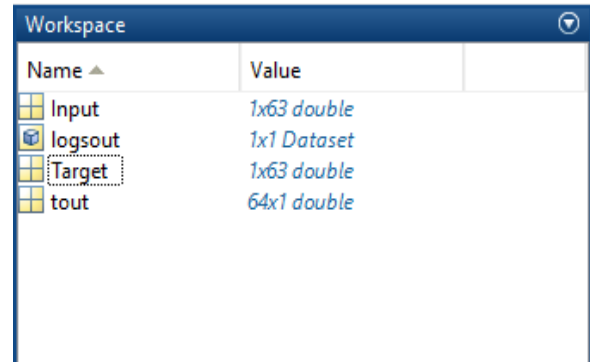 Workspace
Name Value
Input 1x63 double
logsout 1x1 Dataset
Target 1x63 double
tout 64x1 double